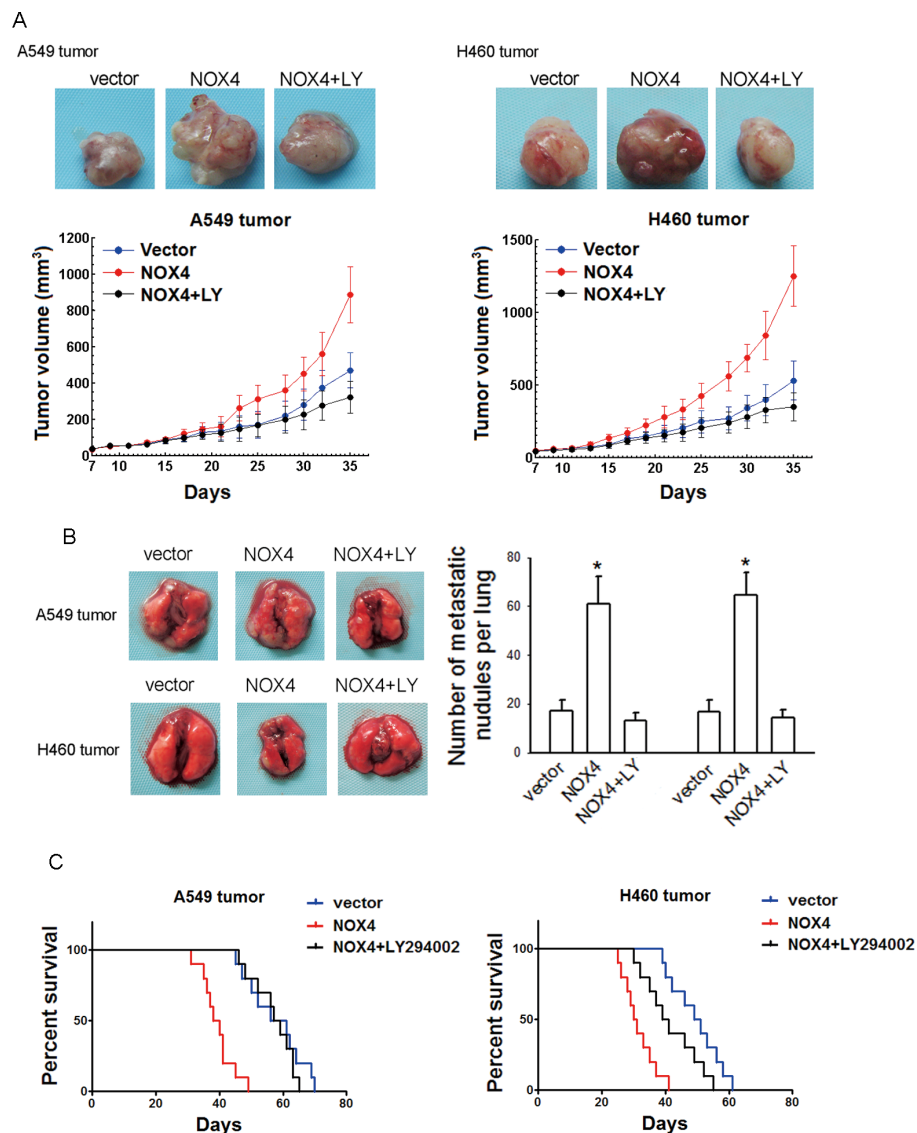 A
A549 tumor
vector NOX4 NOX4+LY
H460 tumor
vector NOX4 NOX4+LY
A549 tumor
Vector
NOX4
NOX4+LY
Tumor volume (mm³)
1200
1000
800
600
400
200
0
7 10 15 20 25 30 35
Days
H460 tumor
Vector
NOX4
NOX4+LY
Tumor volume (mm³)
1500
1000
500
0
7 10 15 20 25 30 35
Days
B
vector NOX4 NOX4+LY
A549 tumor
vector NOX4 NOX4+LY
H460 tumor
Number of metastatic
nudules per lung
80
60
40
20
0
* *
vector NOX4 NOX4+LY vector NOX4 NOX4+LY
C
A549 tumor
vector
NOX4
NOX4+LY294002
Percent survival
100
50
0
0 20 40 60 80
Days
H460 tumor
vector
NOX4
NOX4+LY294002
Percent survival
100
50
0
0 20 40 60 80
Days